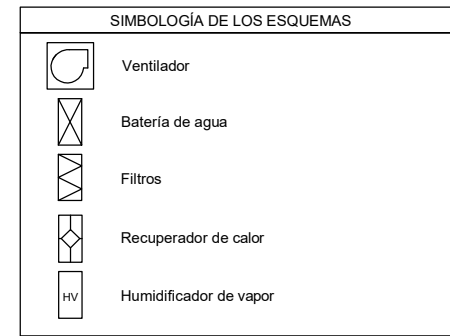 SIMBOLOGÍA DE LOS ESQUEMAS
Ventilador
Batería de agua
Filtros
Recuperador de calor
HV Humidificador de vapor